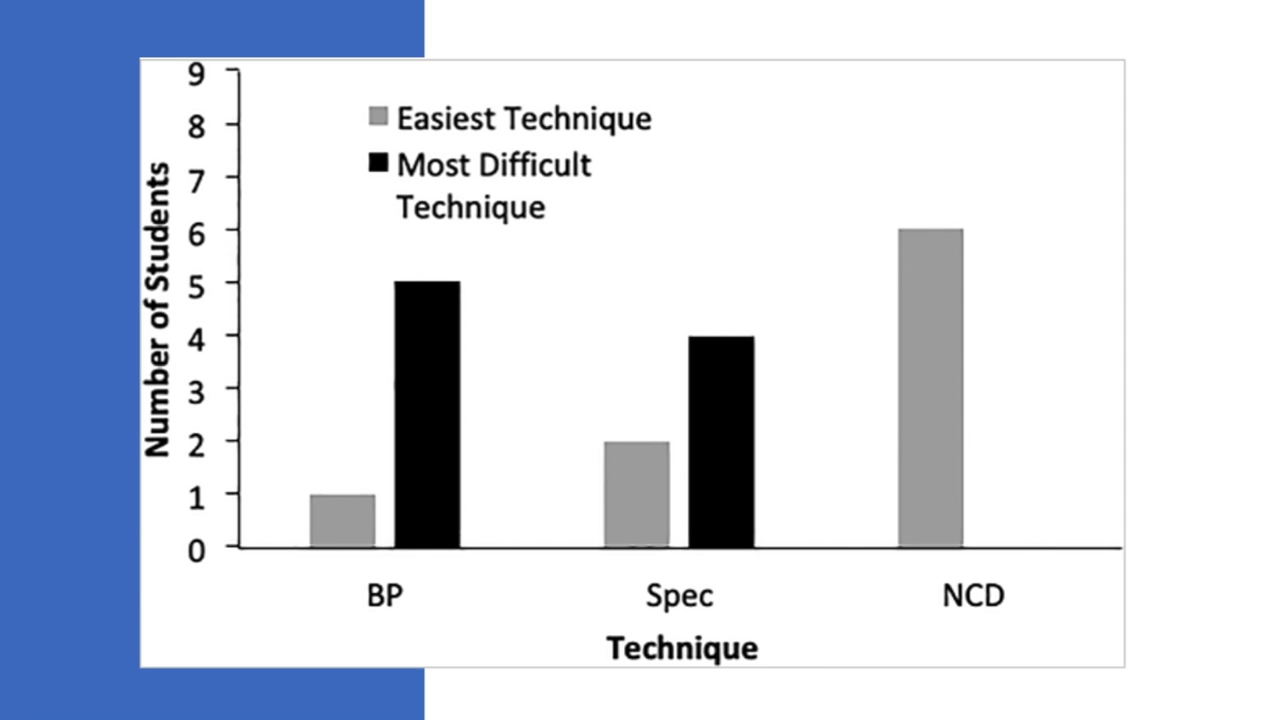 9
8
7
6
5
4
3
2
1
0
Number of Students
Easiest Technique
Most Difficult
Technique
BP
Spec
NCD
Technique